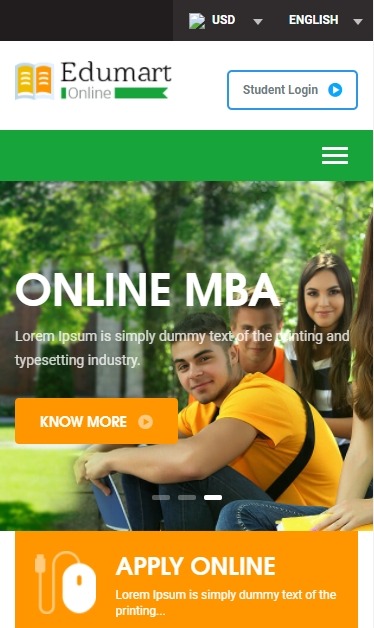 USD ENGLISH
Edumart
Online
Student Login
ONLINE MBA
Lorem Ipsum is simply dummy text of the printing and
typesetting industry.
KNOW MORE
APPLY ONLINE
Lorem Ipsum is simply dummy text of the
printing...